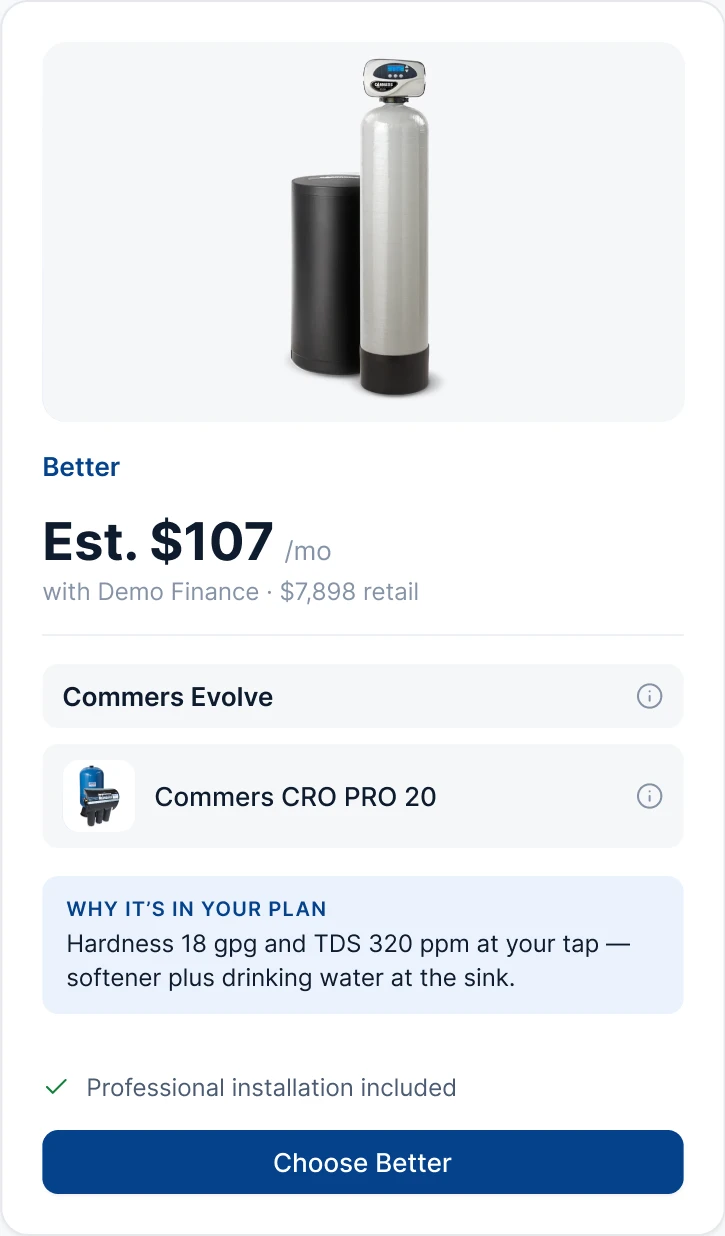 Better
Est. $107 /mo
with Demo Finance · $7,898 retail
Commers Evolve
Commers CRO PRO 20
WHY IT’S IN YOUR PLAN
Hardness 18 gpg and TDS 320 ppm at your tap —
softener plus drinking water at the sink.
Professional installation included
Choose Better